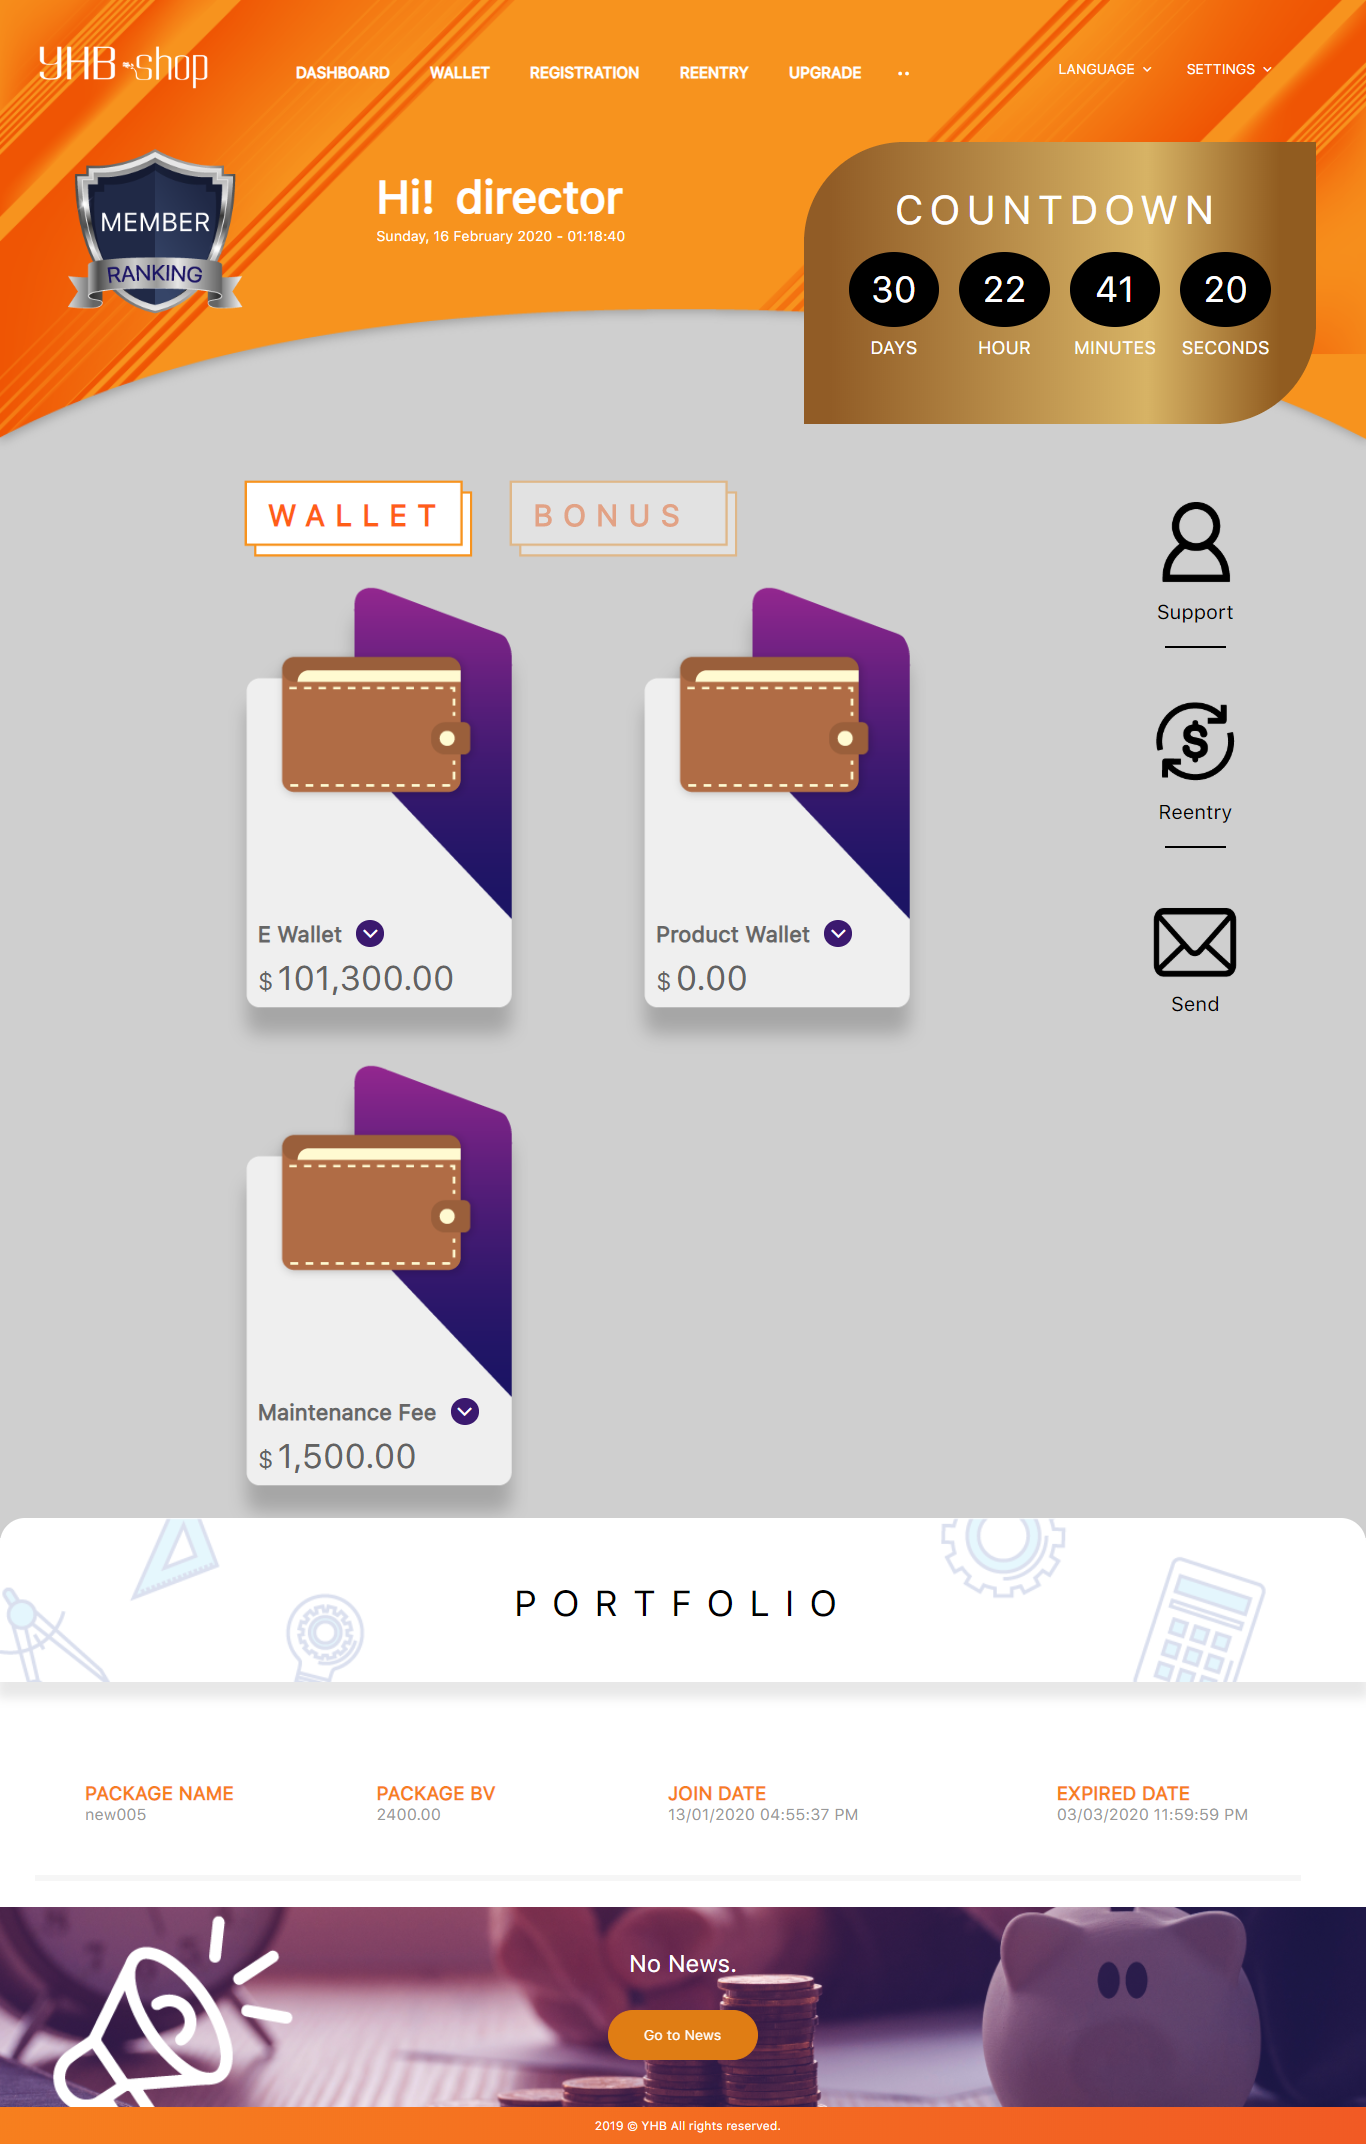 YHB shop
DASHBOARD WALLET REGISTRATION REENTRY UPGRADE ••
LANGUAGE SETTINGS
MEMBER
RANKING
Hi! director
Sunday, 16 February 2020 - 01:18:40
COUNTDOWN
30 22 41 20
DAYS HOUR MINUTES SECONDS
WALLET BONUS
Support
Reentry
Send
E Wallet
$ 101,300.00
Product Wallet
$ 0.00
Maintenance Fee
$ 1,500.00
PORTFOLIO
PACKAGE NAME PACKAGE BV JOIN DATE EXPIRED DATE
new005 2400.00 13/01/2020 04:55:37 PM 03/03/2020 11:59:59 PM
No News.
Go to News
2019 © YHB All rights reserved.